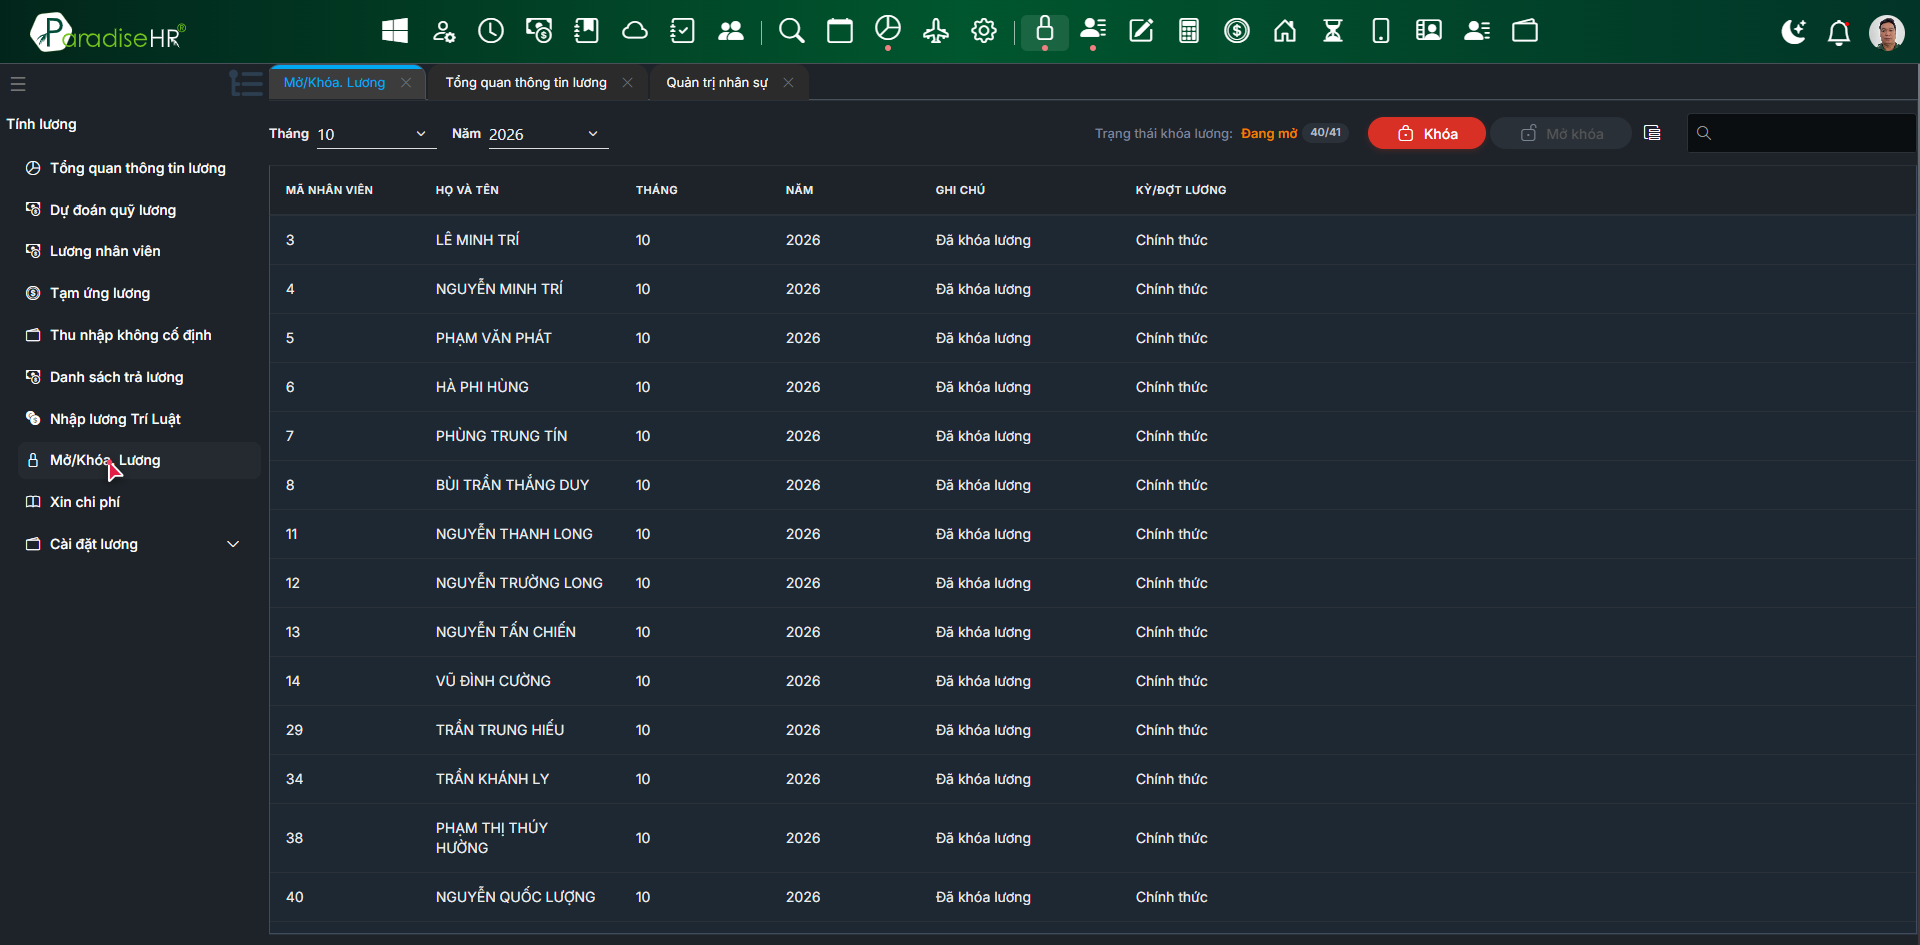 ParadiseHR®
Mở/Khóa. Lương
Tổng quan thông tin lương
Quản trị nhân sự
Tính lương
Tổng quan thông tin lương
Dự đoán quỹ lương
Lương nhân viên
Tạm ứng lương
Thu nhập không cố định
Danh sách trả lương
Nhập lương Trí Luật
Mở/Khóa. Lương
Xin chi phí
Cài đặt lương
Tháng 10 Năm 2026
Trạng thái khóa lương: Đang mở 40/41
Khóa
Mở khóa
MÃ NHÂN VIÊN HỌ VÀ TÊN THÁNG NĂM GHI CHÚ KỲ/ĐỢT LƯƠNG
3 LÊ MINH TRÍ 10 2026 Đã khóa lương Chính thức
4 NGUYỄN MINH TRÍ 10 2026 Đã khóa lương Chính thức
5 PHẠM VĂN PHÁT 10 2026 Đã khóa lương Chính thức
6 HÀ PHI HÙNG 10 2026 Đã khóa lương Chính thức
7 PHÙNG TRUNG TÍN 10 2026 Đã khóa lương Chính thức
8 BÙI TRẦN THẮNG DUY 10 2026 Đã khóa lương Chính thức
11 NGUYỄN THANH LONG 10 2026 Đã khóa lương Chính thức
12 NGUYỄN TRƯỜNG LONG 10 2026 Đã khóa lương Chính thức
13 NGUYỄN TẤN CHIẾN 10 2026 Đã khóa lương Chính thức
14 VŨ ĐÌNH CƯỜNG 10 2026 Đã khóa lương Chính thức
29 TRẦN TRUNG HIẾU 10 2026 Đã khóa lương Chính thức
34 TRẦN KHÁNH LY 10 2026 Đã khóa lương Chính thức
38 PHẠM THỊ THÚY
HƯỜNG 10 2026 Đã khóa lương Chính thức
40 NGUYỄN QUỐC LƯỢNG 10 2026 Đã khóa lương Chính thức